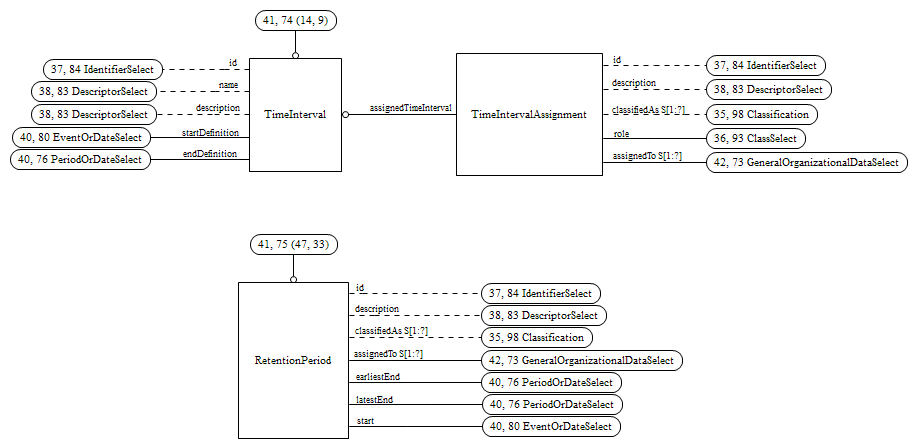 41, 74 (14, 9)
id
37, 84 IdentifierSelect
name
38, 83 DescriptorSelect
description
38, 83 DescriptorSelect
startDefinition
40, 80 EventOrDateSelect
endDefinition
40, 76 PeriodOrDateSelect
TimeInterval
assignedTimeInterval
TimeIntervalAssignment
id
37, 84 IdentifierSelect
description
38, 83 DescriptorSelect
classifiedAs S[1:?]
35, 98 Classification
role
36, 93 ClassSelect
assignedTo S[1:?]
42, 73 GeneralOrganizationalDataSelect
41, 75 (47, 33)
RetentionPeriod
id
37, 84 IdentifierSelect
description
38, 83 DescriptorSelect
classifiedAs S[1:?]
35, 98 Classification
assignedTo S[1:?]
42, 73 GeneralOrganizationalDataSelect
earliestEnd
40, 76 PeriodOrDateSelect
latestEnd
40, 76 PeriodOrDateSelect
start
40, 80 EventOrDateSelect